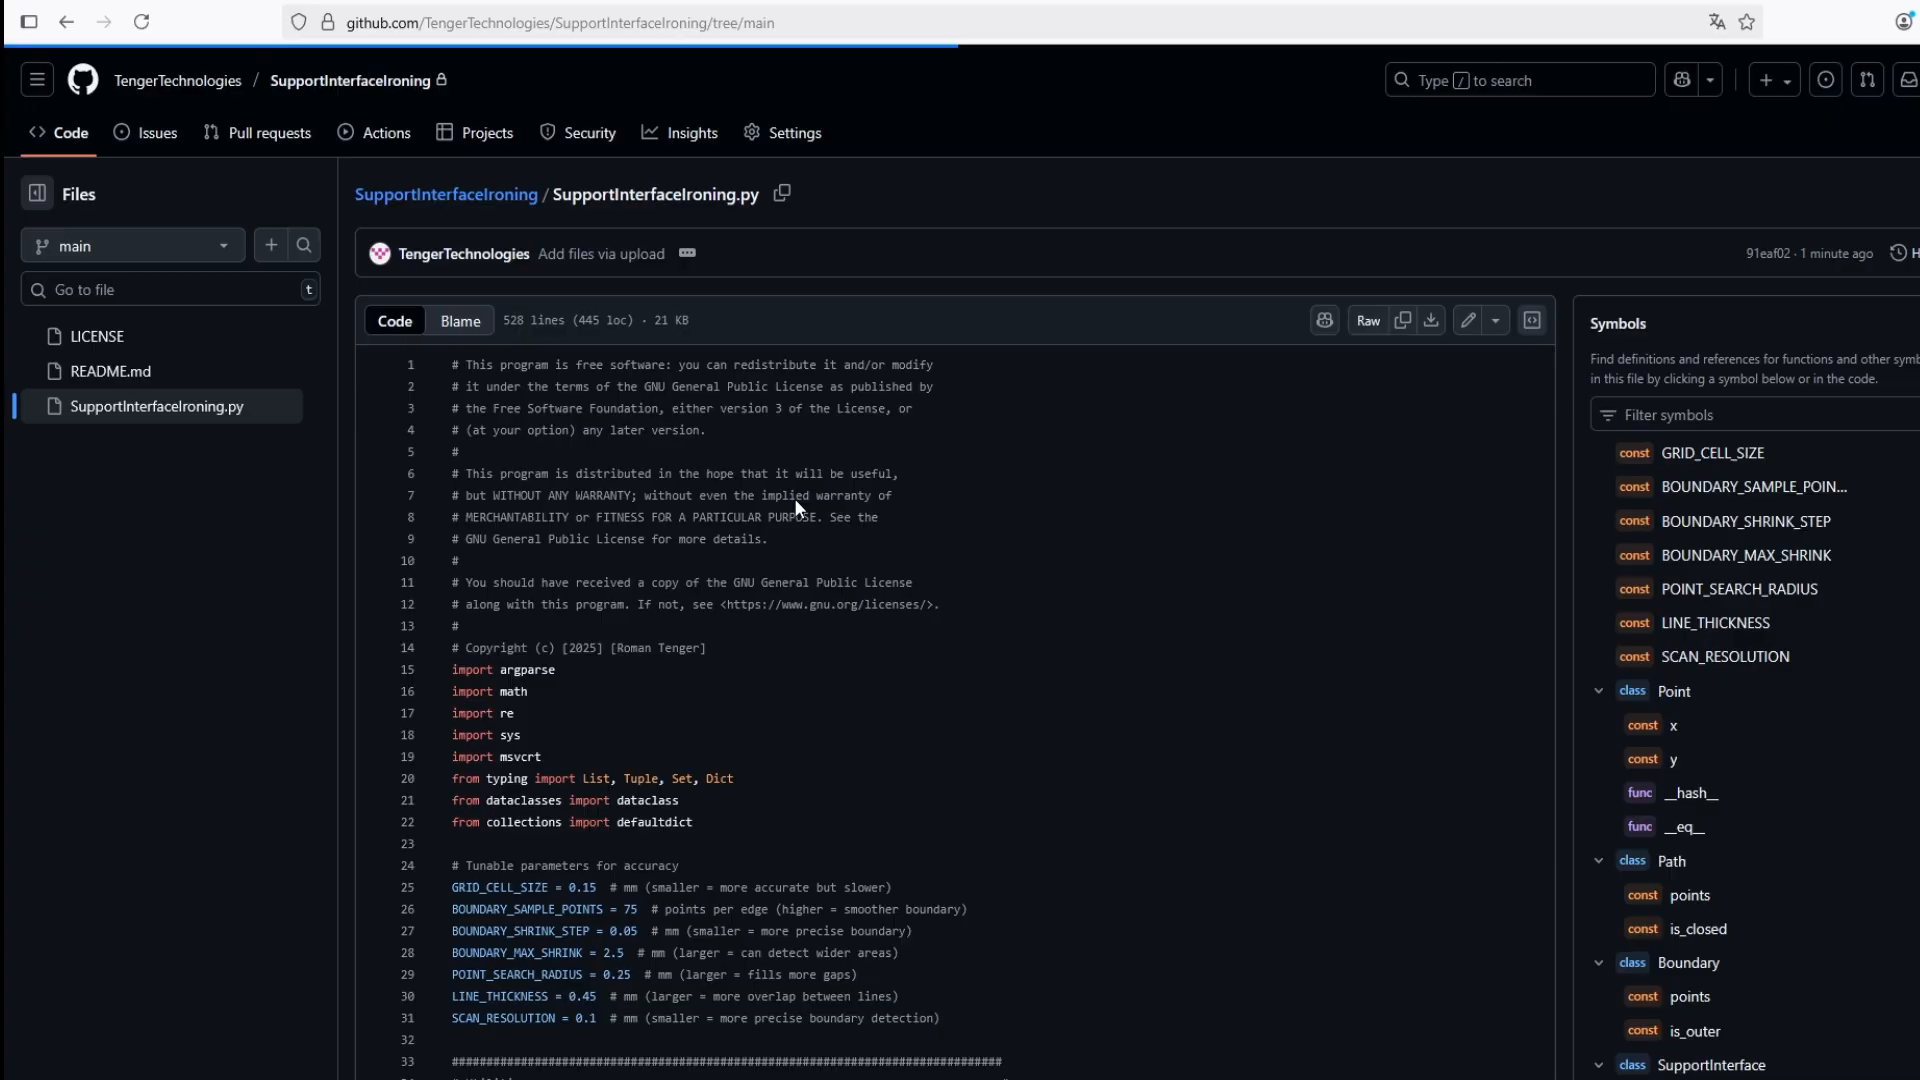 github.com/TengerTechnologies/SupportInterfaceIroning/tree/main
TengerTechnologies / SupportInterfaceIroning
Type / to search
Code
Issues
Pull requests
Actions
Projects
Security
Insights
Settings
Files
main
Go to file
t
LICENSE
README.md
SupportInterfaceIroning.py
SupportInterfaceIroning / SupportInterfaceIroning.py
TengerTechnologies Add files via upload
91eaf02 · 1 minute ago
H
Code Blame 528 lines (445 loc) · 21 KB
Raw
1 # This program is free software: you can redistribute it and/or modify
2 # it under the terms of the GNU General Public License as published by
3 # the Free Software Foundation, either version 3 of the License, or
4 # (at your option) any later version.
5 #
6 # This program is distributed in the hope that it will be useful,
7 # but WITHOUT ANY WARRANTY; without even the implied warranty of
8 # MERCHANTABILITY or FITNESS FOR A PARTICULAR PURPOSE. See the
9 # GNU General Public License for more details.
10 #
11 # You should have received a copy of the GNU General Public License
12 # along with this program. If not, see <https://www.gnu.org/licenses/>.
13 #
14 # Copyright (c) [2025] [Roman Tenger]
15 import argparse
16 import math
17 import re
18 import sys
19 import msvcrt
20 from typing import List, Tuple, Set, Dict
21 from dataclasses import dataclass
22 from collections import defaultdict
23
24 # Tunable parameters for accuracy
25 GRID_CELL_SIZE = 0.15 # mm (smaller = more accurate but slower)
26 BOUNDARY_SAMPLE_POINTS = 75 # points per edge (higher = smoother boundary)
27 BOUNDARY_SHRINK_STEP = 0.05 # mm (smaller = more precise boundary)
28 BOUNDARY_MAX_SHRINK = 2.5 # mm (larger = can detect wider areas)
29 POINT_SEARCH_RADIUS = 0.25 # mm (larger = fills more gaps)
30 LINE_THICKNESS = 0.45 # mm (larger = more overlap between lines)
31 SCAN_RESOLUTION = 0.1 # mm (smaller = more precise boundary detection)
32
33 ################################################################################
Symbols
Find definitions and references for functions and other symb
in this file by clicking a symbol below or in the code.
Filter symbols
const GRID_CELL_SIZE
const BOUNDARY_SAMPLE_POIN...
const BOUNDARY_SHRINK_STEP
const BOUNDARY_MAX_SHRINK
const POINT_SEARCH_RADIUS
const LINE_THICKNESS
const SCAN_RESOLUTION
class Point
const x
const y
func __hash__
func __eq__
class Path
const points
const is_closed
class Boundary
const points
const is_outer
class SupportInterface